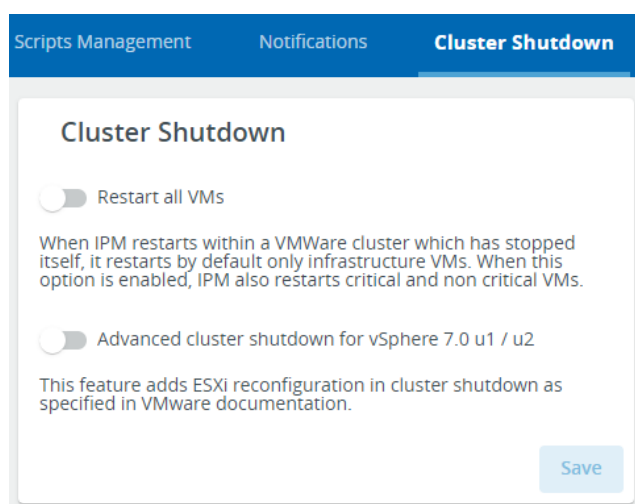 Scripts Management Notifications Cluster Shutdown
Cluster Shutdown
Restart all VMs
When IPM restarts within a VMWare cluster which has stopped
itself, it restarts by default only infrastructure VMs. When this
option is enabled, IPM also restarts critical and non critical VMs.
Advanced cluster shutdown for vSphere 7.0 u1 / u2
This feature adds ESXi reconfiguration in cluster shutdown as
specified in VMware documentation.
Save